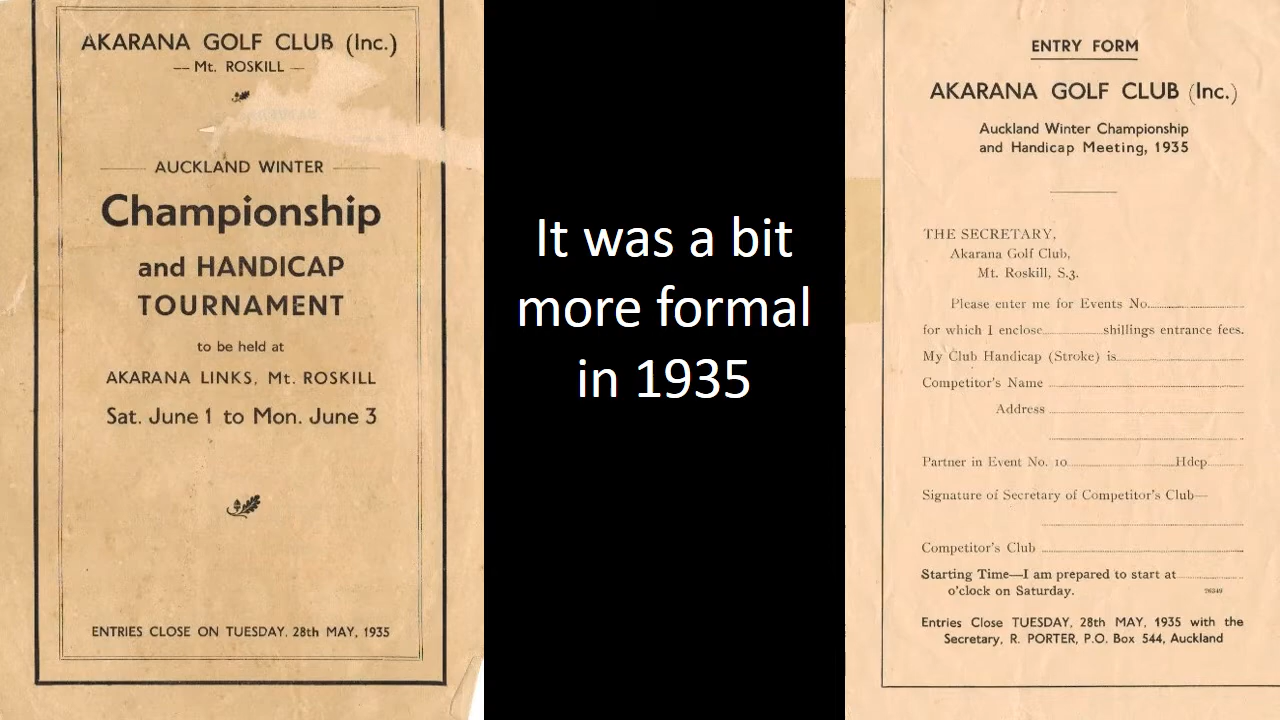 AKARANA GOLF CLUB (Inc.)
— Mt. ROSKILL —
AUCKLAND WINTER
Championship
and HANDICAP
TOURNAMENT
to be held at
AKARANA LINKS, Mt. ROSKILL
Sat. June 1 to Mon. June 3
ENTRIES CLOSE ON TUESDAY, 28th MAY, 1935
It was a bit
more formal
in 1935
ENTRY FORM
AKARANA GOLF CLUB (Inc.)
Auckland Winter Championship
and Handicap Meeting, 1935
THE SECRETARY,
Akarana Golf Club,
Mt. Roskill, S.3.
Please enter me for Events No.
for which I enclose shillings entrance fees.
My Club Handicap (Stroke) is
Competitor's Name
Address
Partner in Event No. 10 Hdcp
Signature of Secretary of Competitor's Club—
Competitor's Club
Starting Time—I am prepared to start at
o'clock on Saturday.
26349
Entries Close TUESDAY, 28th MAY, 1935 with the
Secretary, R. PORTER, P.O. Box 544, Auckland